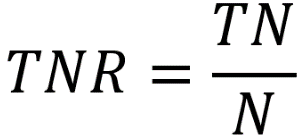 TNR = TN/N